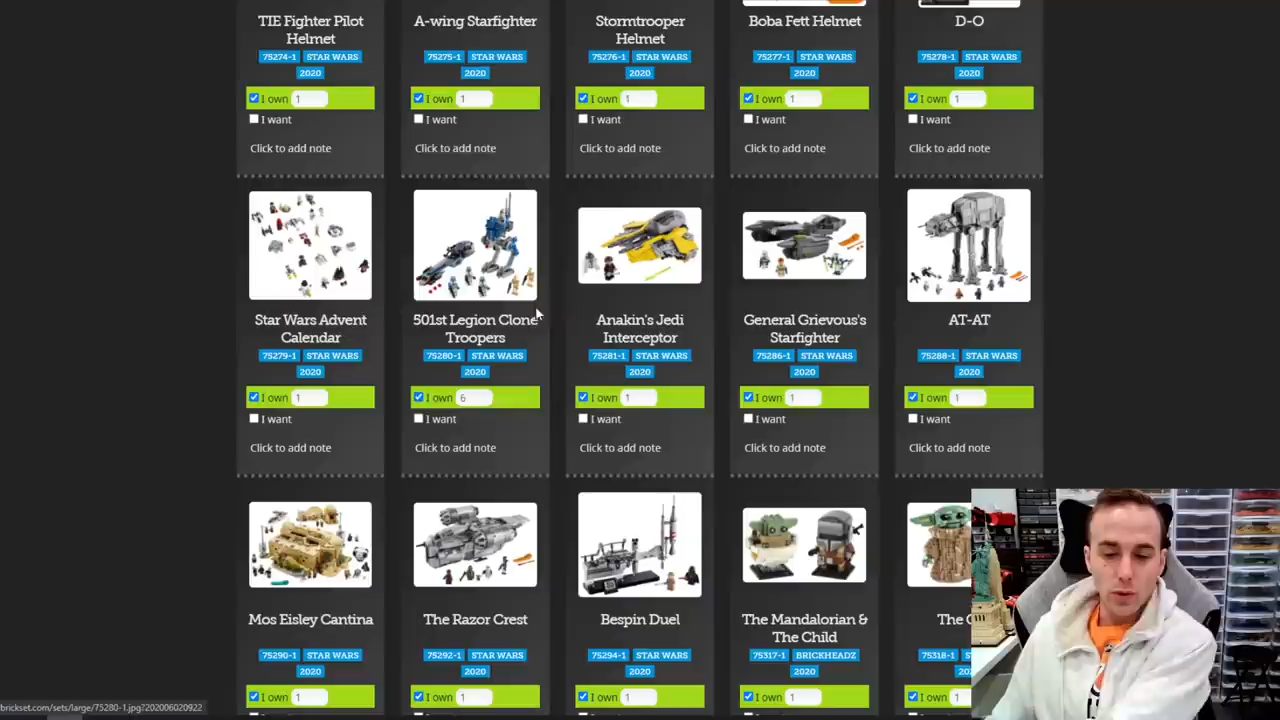 TIE Fighter Pilot
Helmet
75274-1 STAR WARS
2020
I own 1
I want
Click to add note
A-wing Starfighter
75275-1 STAR WARS
2020
I own 1
I want
Click to add note
Stormtrooper
Helmet
75276-1 STAR WARS
2020
I own 1
I want
Click to add note
Boba Fett Helmet
75277-1 STAR WARS
2020
I own 1
I want
Click to add note
D-O
75278-1 STAR WARS
2020
I own 1
I want
Click to add note
Star Wars Advent
Calendar
75279-1 STAR WARS
2020
I own 1
I want
Click to add note
501st Legion Clone
Troopers
75280-1 STAR WARS
2020
I own 6
I want
Click to add note
Anakin's Jedi
Interceptor
75281-1 STAR WARS
2020
I own 1
I want
Click to add note
General Grievous's
Starfighter
75286-1 STAR WARS
2020
I own 1
I want
Click to add note
AT-AT
75288-1 STAR WARS
2020
I own 1
I want
Click to add note
Mos Eisley Cantina
75290-1 STAR WARS
2020
I own 1
The Razor Crest
75292-1 STAR WARS
2020
I own 1
Bespin Duel
75294-1 STAR WARS
2020
I own 1
The Mandalorian &
The Child
75317-1 BRICKHEADZ
2020
I own 1
The
75318-1
2020
I own 1
brickset.com/sets/large/75280-1.jpg?202006020922